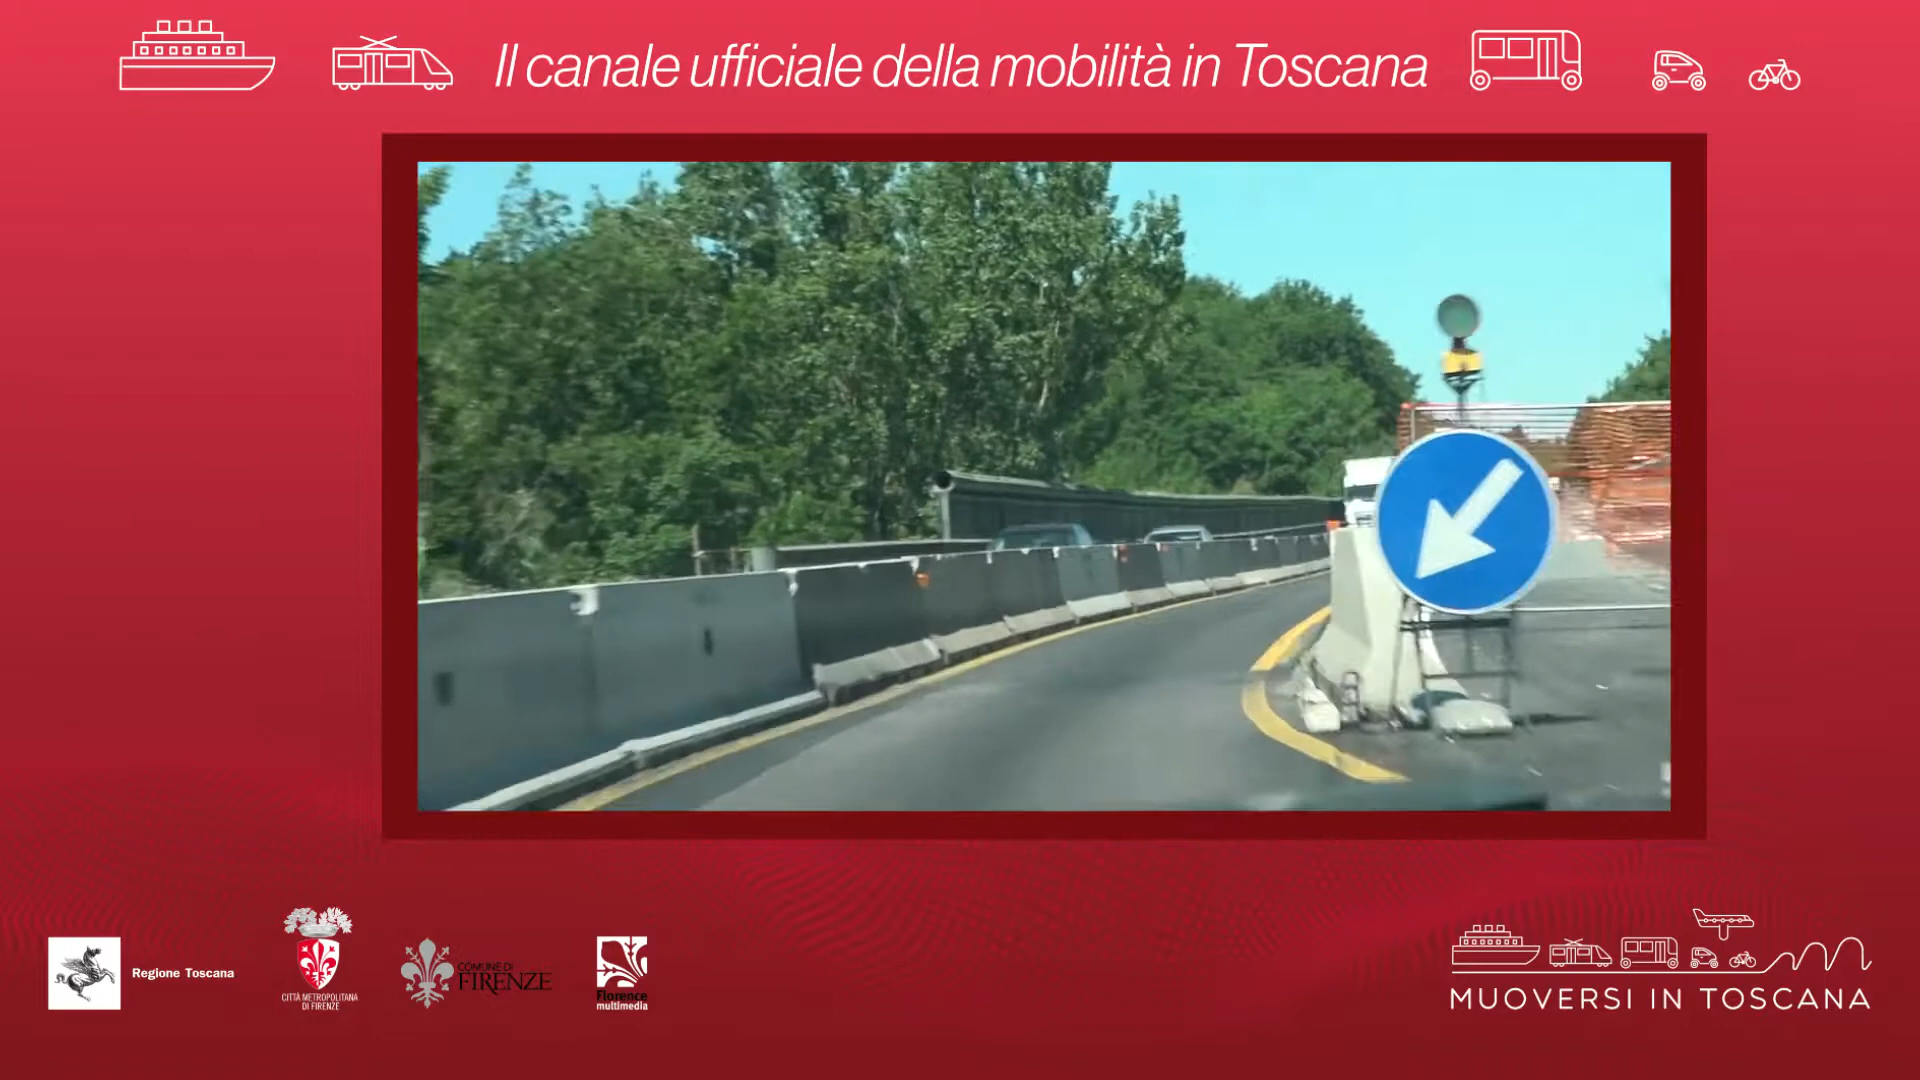 Il canale ufficiale della mobilità in Toscana
Regione Toscana
CITTÀ METROPOLITANA
DI FIRENZE
COMUNE DI
FIRENZE
Florence
multimedia
MUOVERSI IN TOSCANA